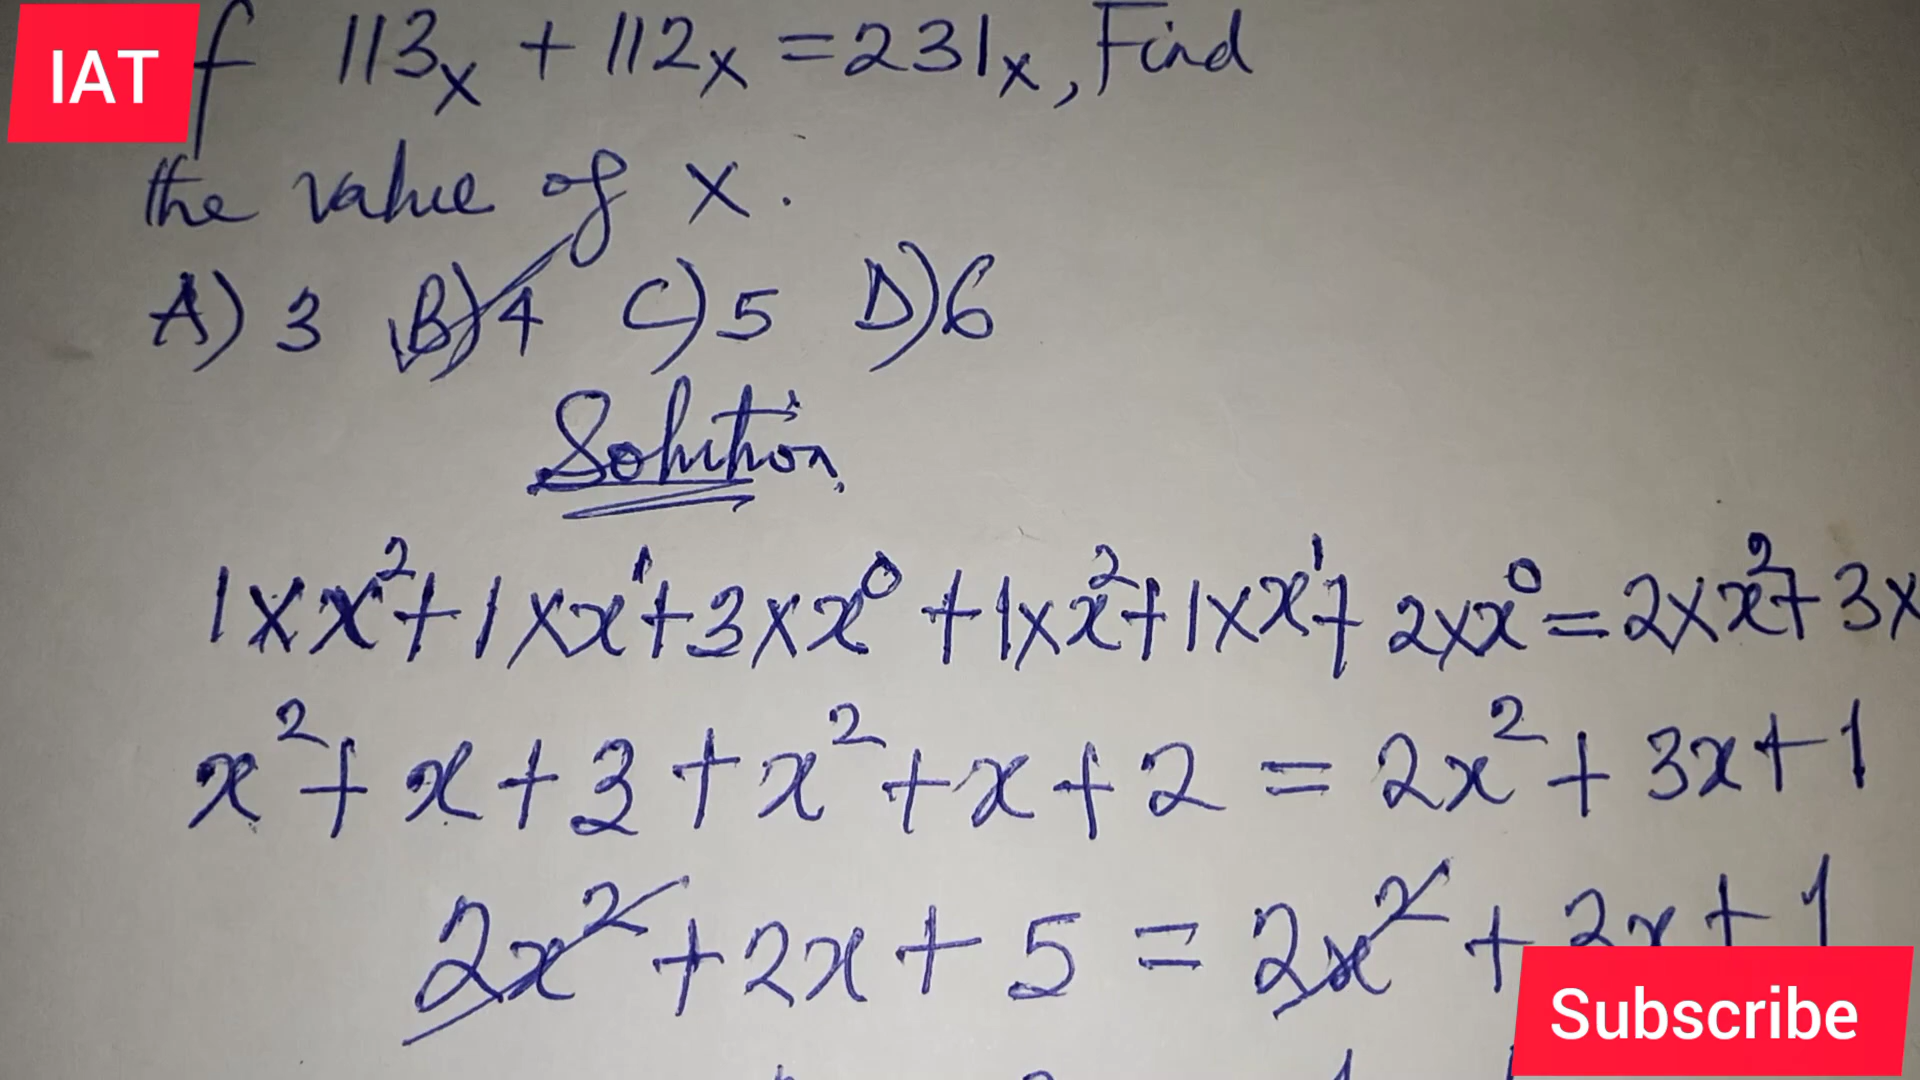 IAT
f 113ₓ + 112ₓ = 231ₓ, Find
the value of x.
A) 3 B) 4 C) 5 D) 6
Solution
1×x²+1×x¹+3×x⁰+1×x²+1×x¹+2×x⁰=2×x²+3×
x²+x+3+x²+x+2=2x²+3x+1
2x²+2x+5=2x²+3x+1
Subscribe